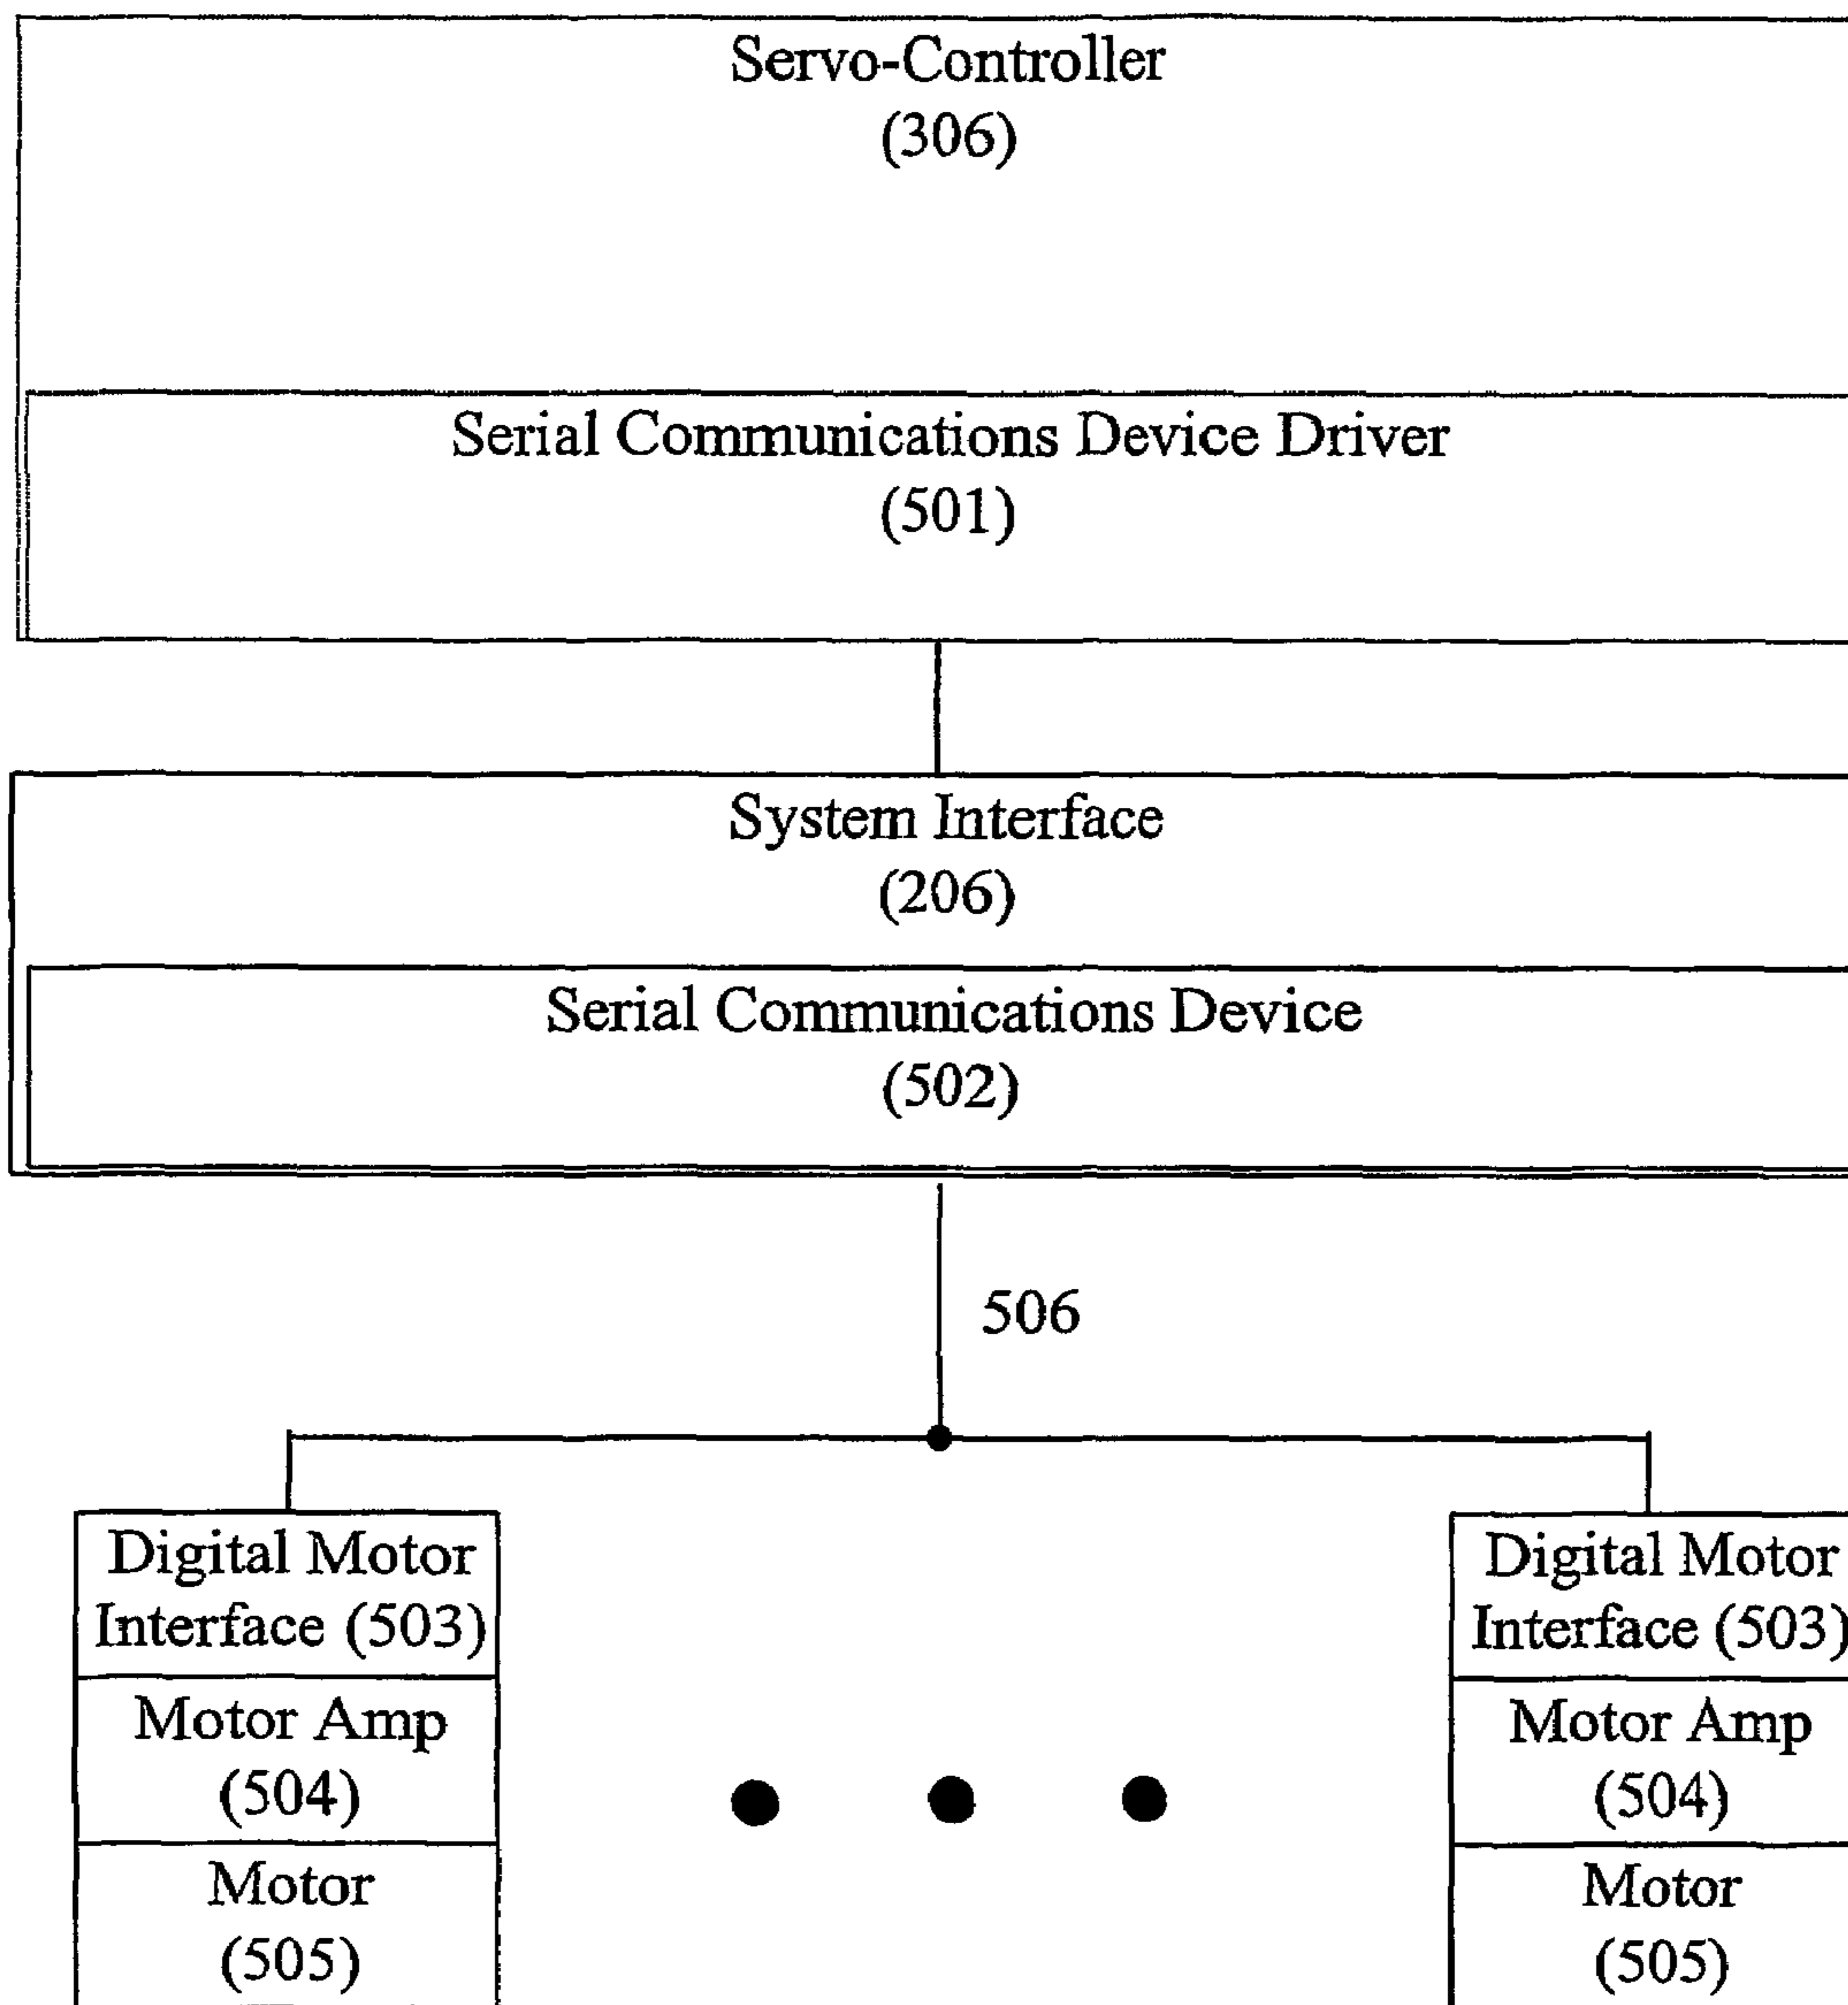 Servo-Controller
(306)
Serial Communications Device Driver
(501)
System Interface
(206)
Serial Communications Device
(502)
506
Digital Motor
Interface (503)
Motor Amp
(504)
Motor
(505)
Digital Motor
Interface (503)
Motor Amp
(504)
Motor
(505)